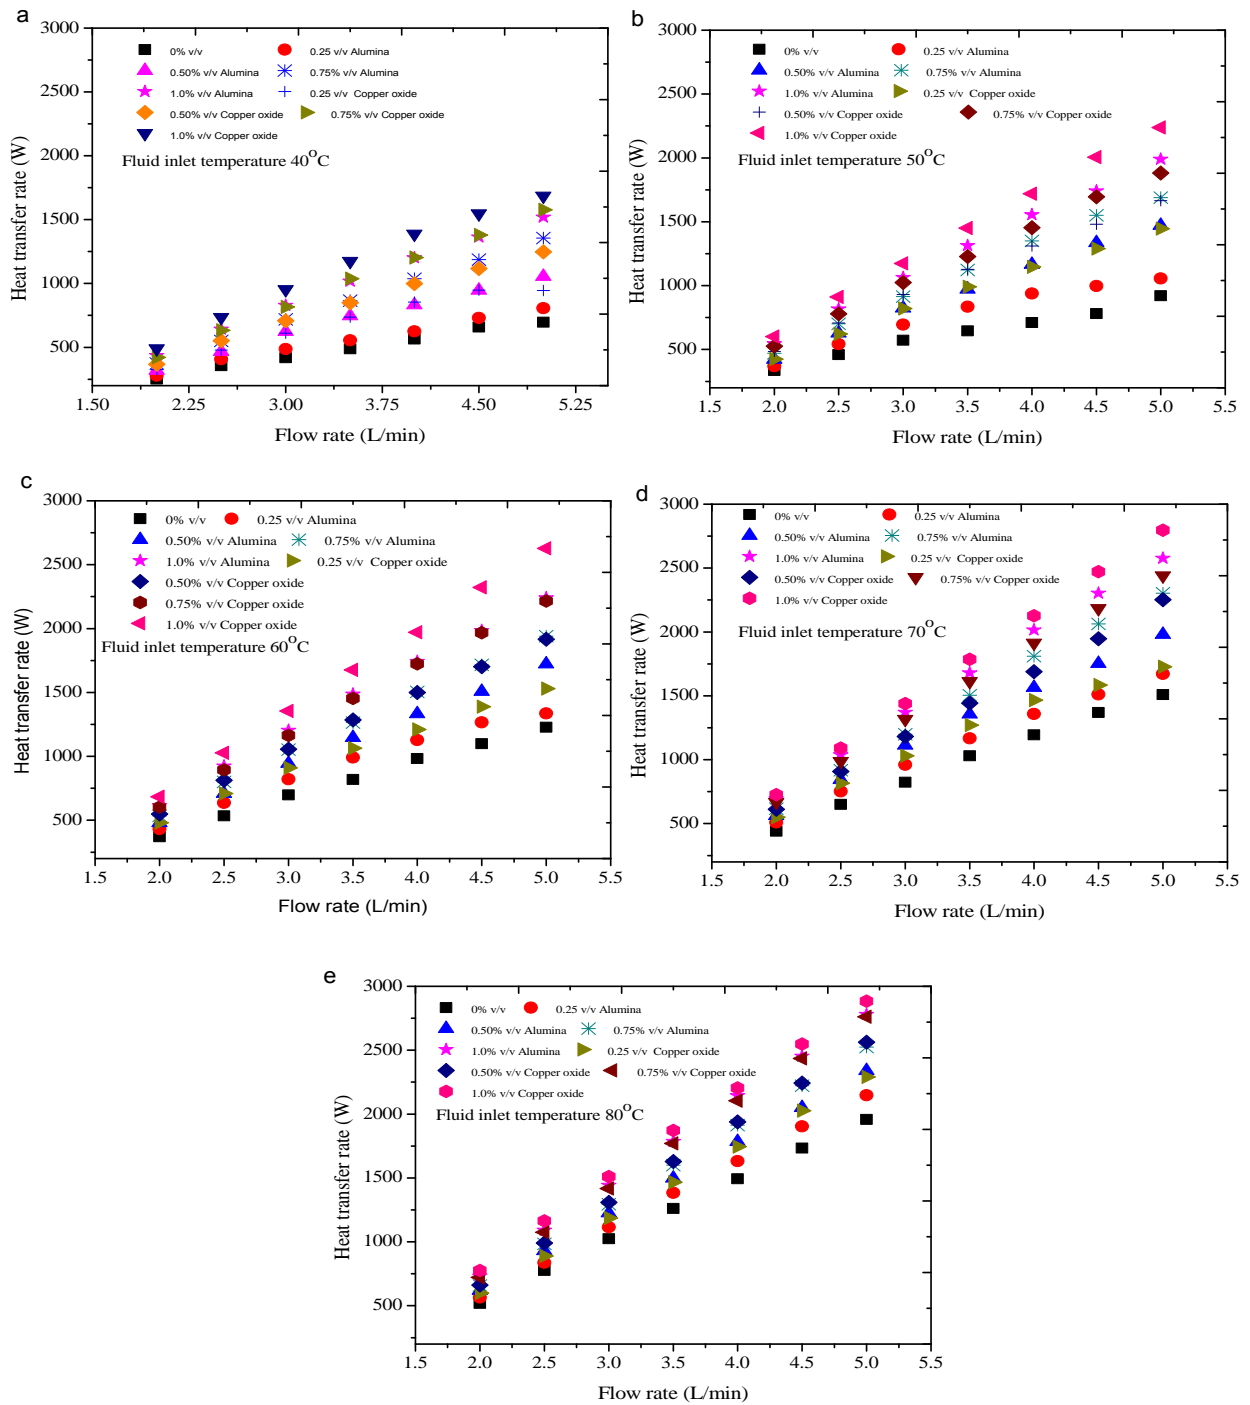 a
3000
2500
2000
1500
1000
500
1.50 2.25 3.00 3.75 4.50 5.25
Heat transfer rate (W)
Flow rate (L/min)
0% v/v 0.25 v/v Alumina
0.50% v/v Alumina 0.75% v/v Alumina
1.0% v/v Alumina 0.25 v/v Copper oxide
0.50% v/v Copper oxide 0.75% v/v Copper oxide
1.0% v/v Copper oxide
Fluid inlet temperature 40°C
b
3000
2500
2000
1500
1000
500
1.5 2.0 2.5 3.0 3.5 4.0 4.5 5.0 5.5
Heat transfer rate (W)
Flow rate (L/min)
0% v/v 0.25 v/v Alumina
0.50% v/v Alumina 0.75% v/v Alumina
1.0% v/v Alumina 0.25 v/v Copper oxide
0.50% v/v Copper oxide 0.75% v/v Copper oxide
1.0% v/v Copper oxide
Fluid inlet temperature 50°C
c
3000
2500
2000
1500
1000
500
1.5 2.0 2.5 3.0 3.5 4.0 4.5 5.0 5.5
Heat transfer rate (W)
Flow rate (L/min)
0% v/v 0.25 v/v Alumina
0.50% v/v Alumina 0.75% v/v Alumina
1.0% v/v Alumina 0.25 v/v Copper oxide
0.50% v/v Copper oxide
0.75% v/v Copper oxide
1.0% v/v Copper oxide
Fluid inlet temperature 60°C
d
3000
2500
2000
1500
1000
500
1.5 2.0 2.5 3.0 3.5 4.0 4.5 5.0 5.5
Heat transfer rate (W)
Flow rate (L/min)
0% v/v 0.25 v/v Alumina
0.50% v/v Alumina 0.75% v/v Alumina
1.0% v/v Alumina 0.25 v/v Copper oxide
0.50% v/v Copper oxide 0.75% v/v Copper oxide
1.0% v/v Copper oxide
Fluid inlet temperature 70°C
e
3000
2500
2000
1500
1000
500
1.5 2.0 2.5 3.0 3.5 4.0 4.5 5.0 5.5
Heat transfer rate (W)
Flow rate (L/min)
0% v/v 0.25 v/v Alumina
0.50% v/v Alumina 0.75% v/v Alumina
1.0% v/v Alumina 0.25 v/v Copper oxide
0.50% v/v Copper oxide 0.75% v/v Copper oxide
1.0% v/v Copper oxide
Fluid inlet temperature 80°C